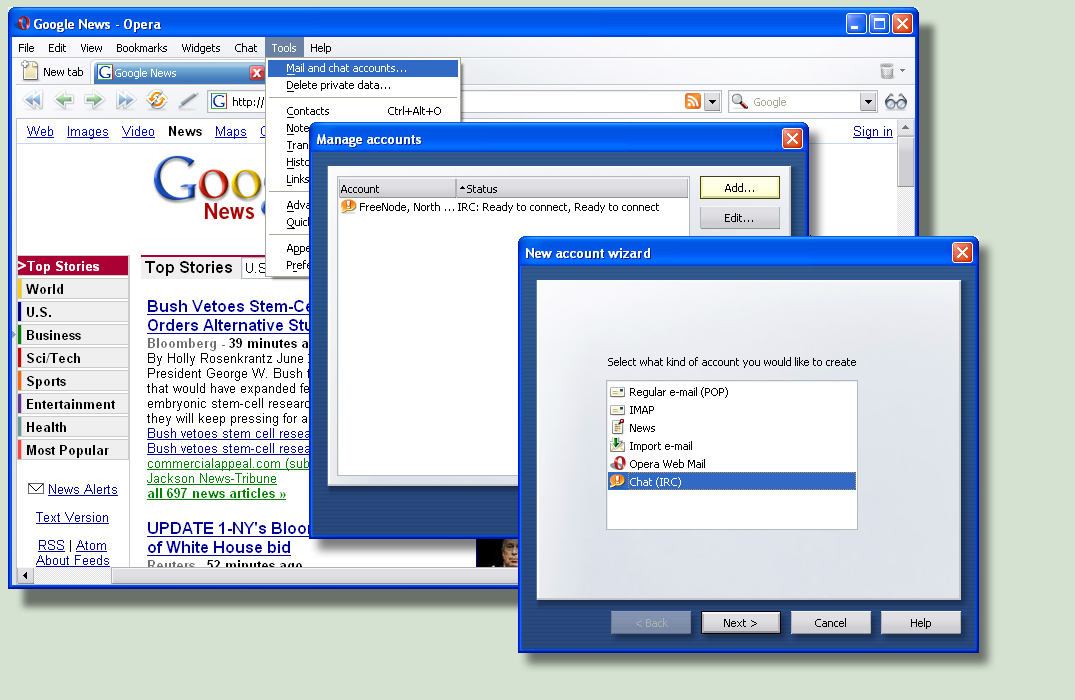 Google News - Opera
File Edit View Bookmarks Widgets Chat Tools Help
New tab Google News
Mail and chat accounts...
Delete private data...
Contacts Ctrl+Alt+O
Note
Tran
Histo
Links
Adva
Quic
Appe
Prefe
http:// Google
Web Images Video News Maps Sign in
Goo
News
>Top Stories
World
U.S.
Business
Sci/Tech
Sports
Entertainment
Health
Most Popular
News Alerts
Text Version
RSS | Atom
About Feeds
Top Stories U.S
Bush Vetoes Stem-Ce
Orders Alternative Stu
Bloomberg - 39 minutes a
By Holly Rosenkrantz June
President George W. Bush
that would have expanded fe
embryonic stem-cell researc
they will keep pressing for a
Bush vetoes stem cell resea
Bush vetoes stem-cell resea
commercialappeal.com (sub
Jackson News-Tribune
all 697 news articles »
UPDATE 1-NY's Bloon
of White House bid
Reuters - 52 minutes ago
Manage accounts
Account Status
FreeNode, North ... IRC: Ready to connect, Ready to connect
Add...
Edit...
New account wizard
Select what kind of account you would like to create
Regular e-mail (POP)
IMAP
News
Import e-mail
Opera Web Mail
Chat (IRC)
< Back Next > Cancel Help